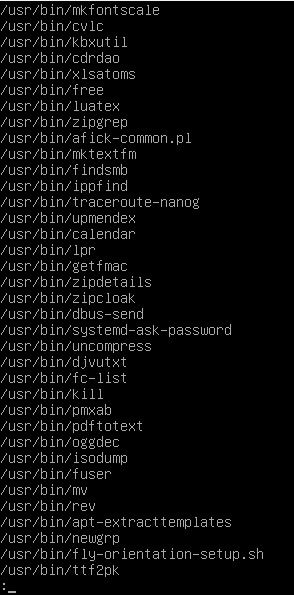 /usr/bin/mkfontscale
/usr/bin/cvlc
/usr/bin/kbxutil
/usr/bin/cdrdao
/usr/bin/xlsatoms
/usr/bin/free
/usr/bin/luatex
/usr/bin/zipgrep
/usr/bin/afick-common.pl
/usr/bin/mktextfm
/usr/bin/findsmb
/usr/bin/ippfind
/usr/bin/traceroute-nanog
/usr/bin/upmendex
/usr/bin/calendar
/usr/bin/lpr
/usr/bin/getfmac
/usr/bin/zipdetails
/usr/bin/zipcloak
/usr/bin/dbus-send
/usr/bin/systemd-ask-password
/usr/bin/uncompress
/usr/bin/djvutxt
/usr/bin/fc-list
/usr/bin/kill
/usr/bin/pmxab
/usr/bin/pdftotext
/usr/bin/oggdec
/usr/bin/isodump
/usr/bin/fuser
/usr/bin/mv
/usr/bin/rev
/usr/bin/apt-extracttemplates
/usr/bin/newgrp
/usr/bin/fly-orientation-setup.sh
/usr/bin/ttf2pk
:_